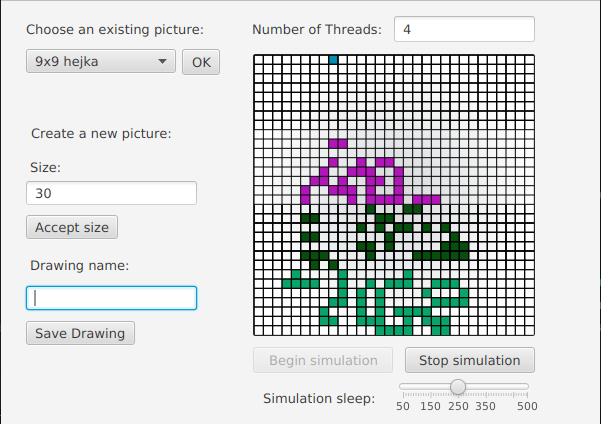 Choose an existing picture:
9x9 hejka
OK
Create a new picture:
Size:
30
Accept size
Drawing name:
Save Drawing
Number of Threads:
4
Begin simulation
Stop simulation
Simulation sleep:
50 150 250 350 500